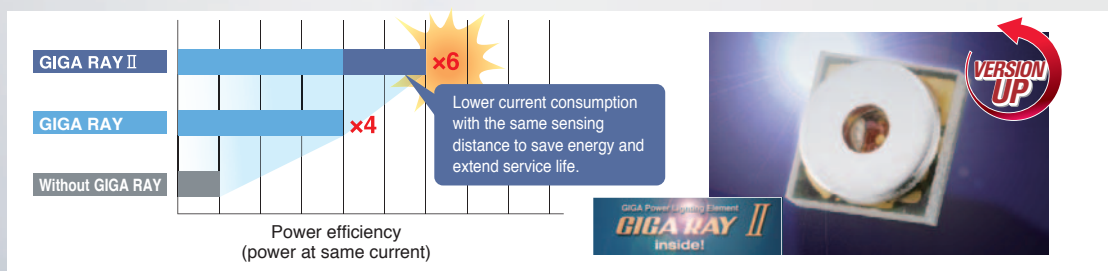 GIGA RAY II
×6
GIGA RAY
×4
Without GIGA RAY
Lower current consumption
with the same sensing
distance to save energy and
extend service life.
Power efficiency
(power at same current)
VERSION
UP
GIGA Power Lighting Element
GIGA RAY II
inside!